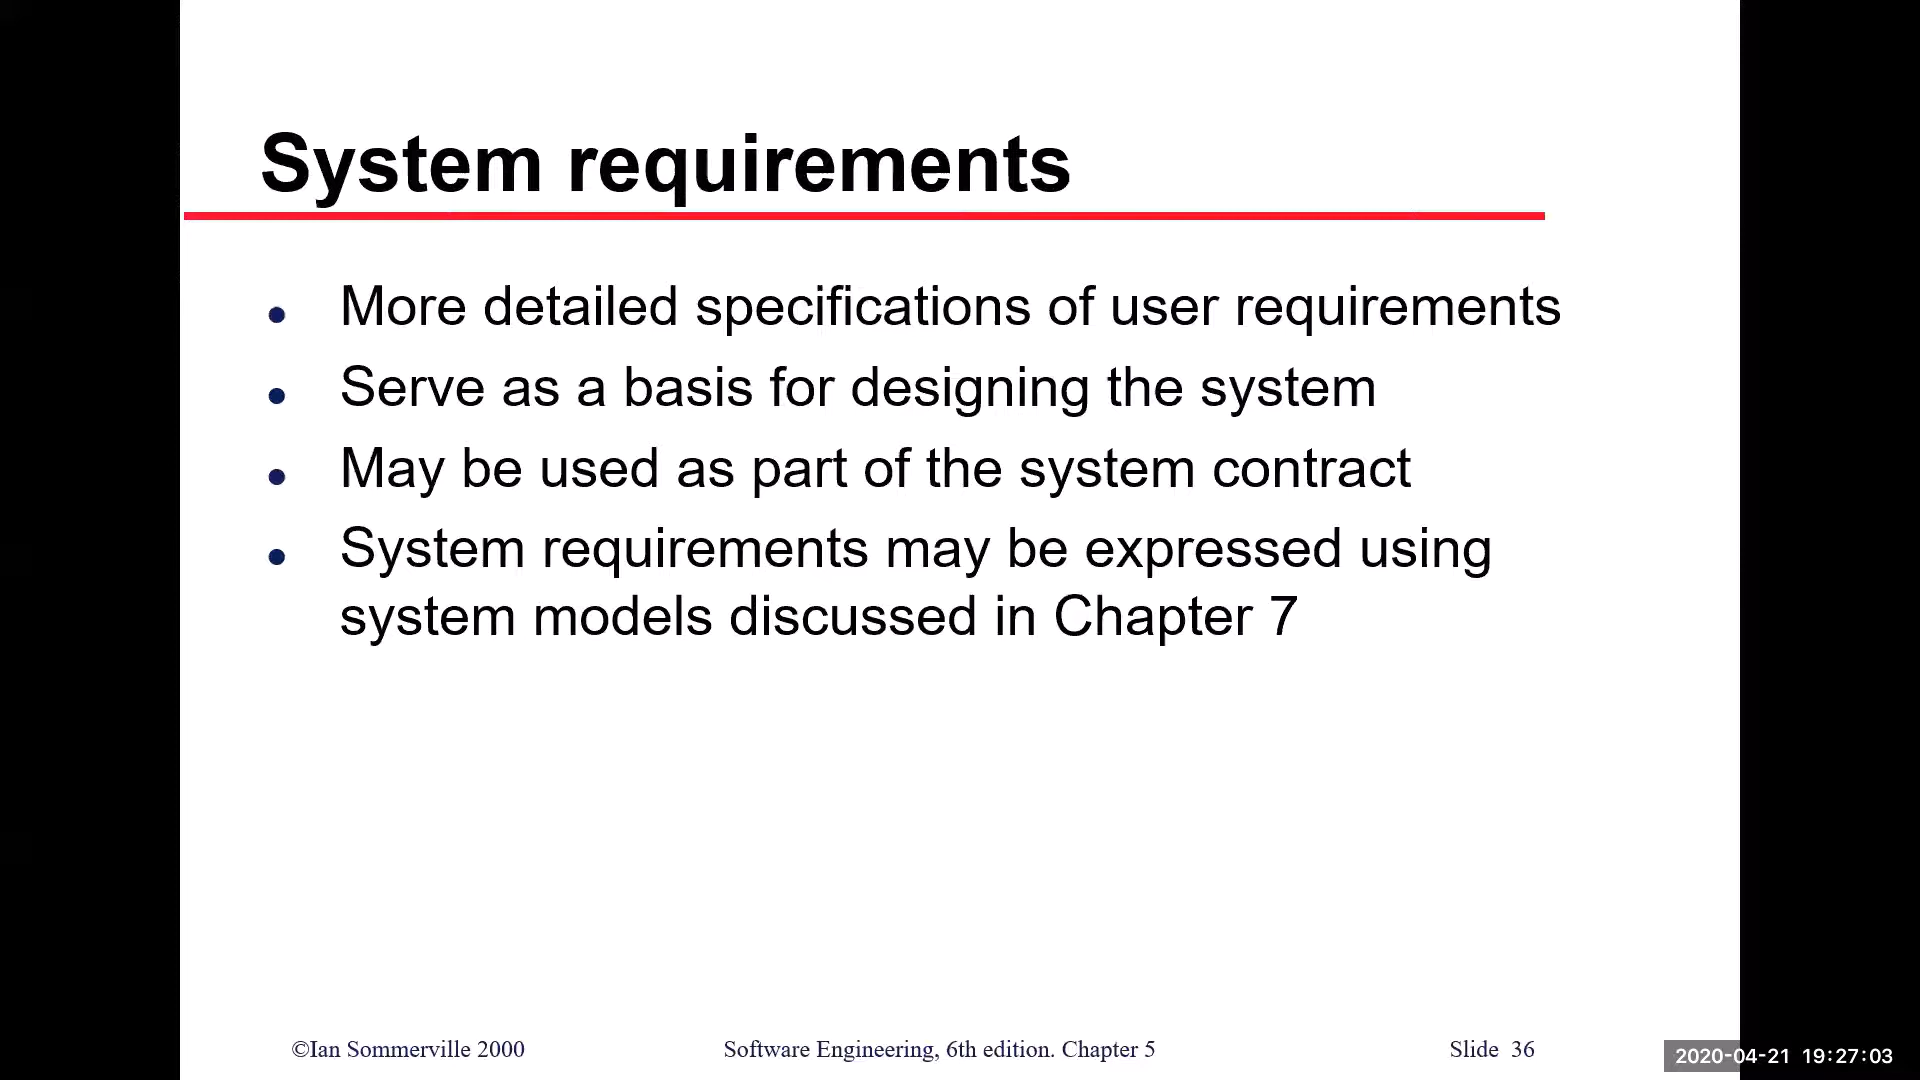 System requirements
• More detailed specifications of user requirements
• Serve as a basis for designing the system
• May be used as part of the system contract
• System requirements may be expressed using
system models discussed in Chapter 7
©Ian Sommerville 2000
Software Engineering, 6th edition. Chapter 5
Slide 36
2020-04-21 19:27:03